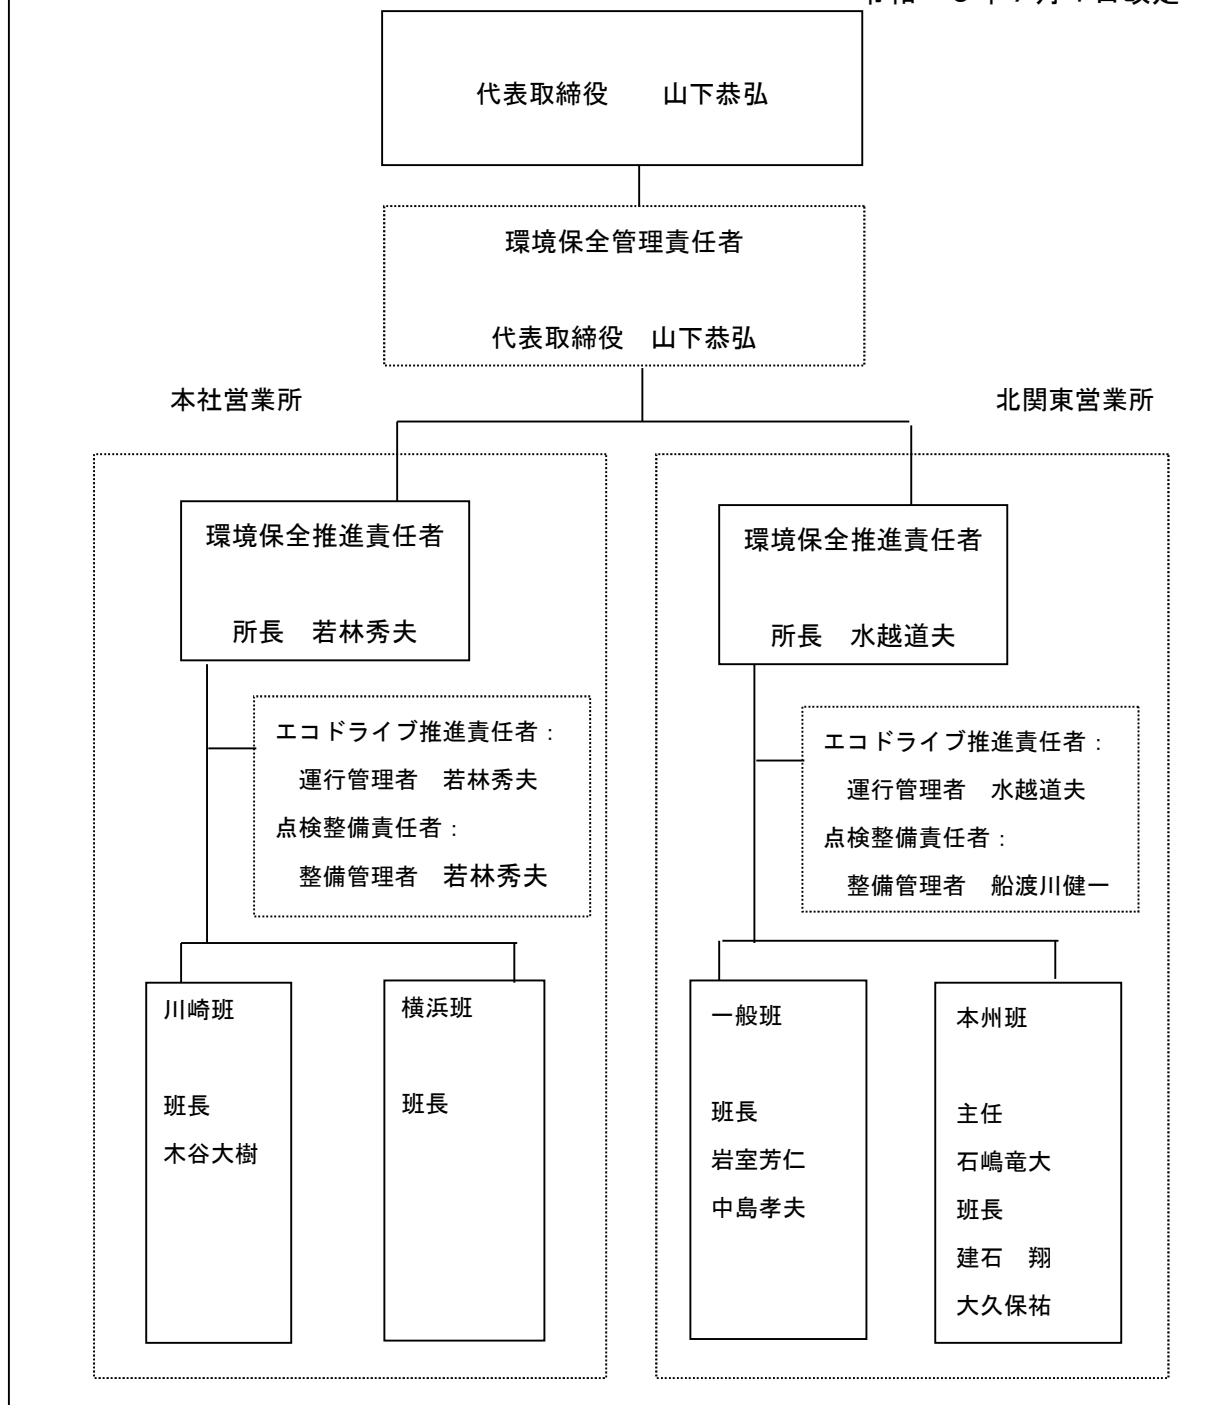 代表取締役　　山下恭弘
環境保全管理責任者
代表取締役　山下恭弘
本社営業所
北関東営業所
環境保全推進責任者
所長　若林秀夫
エコドライブ推進責任者：
運行管理者　若林秀夫
点検整備責任者：
整備管理者　若林秀夫
川崎班
班長
木谷大樹
横浜班
班長
環境保全推進責任者
所長　水越道夫
エコドライブ推進責任者：
運行管理者　水越道夫
点検整備責任者：
整備管理者　船渡川健一
一般班
班長
岩室芳仁
中島孝夫
本州班
主任
石嶋竜大
班長
建石　翔
大久保祐